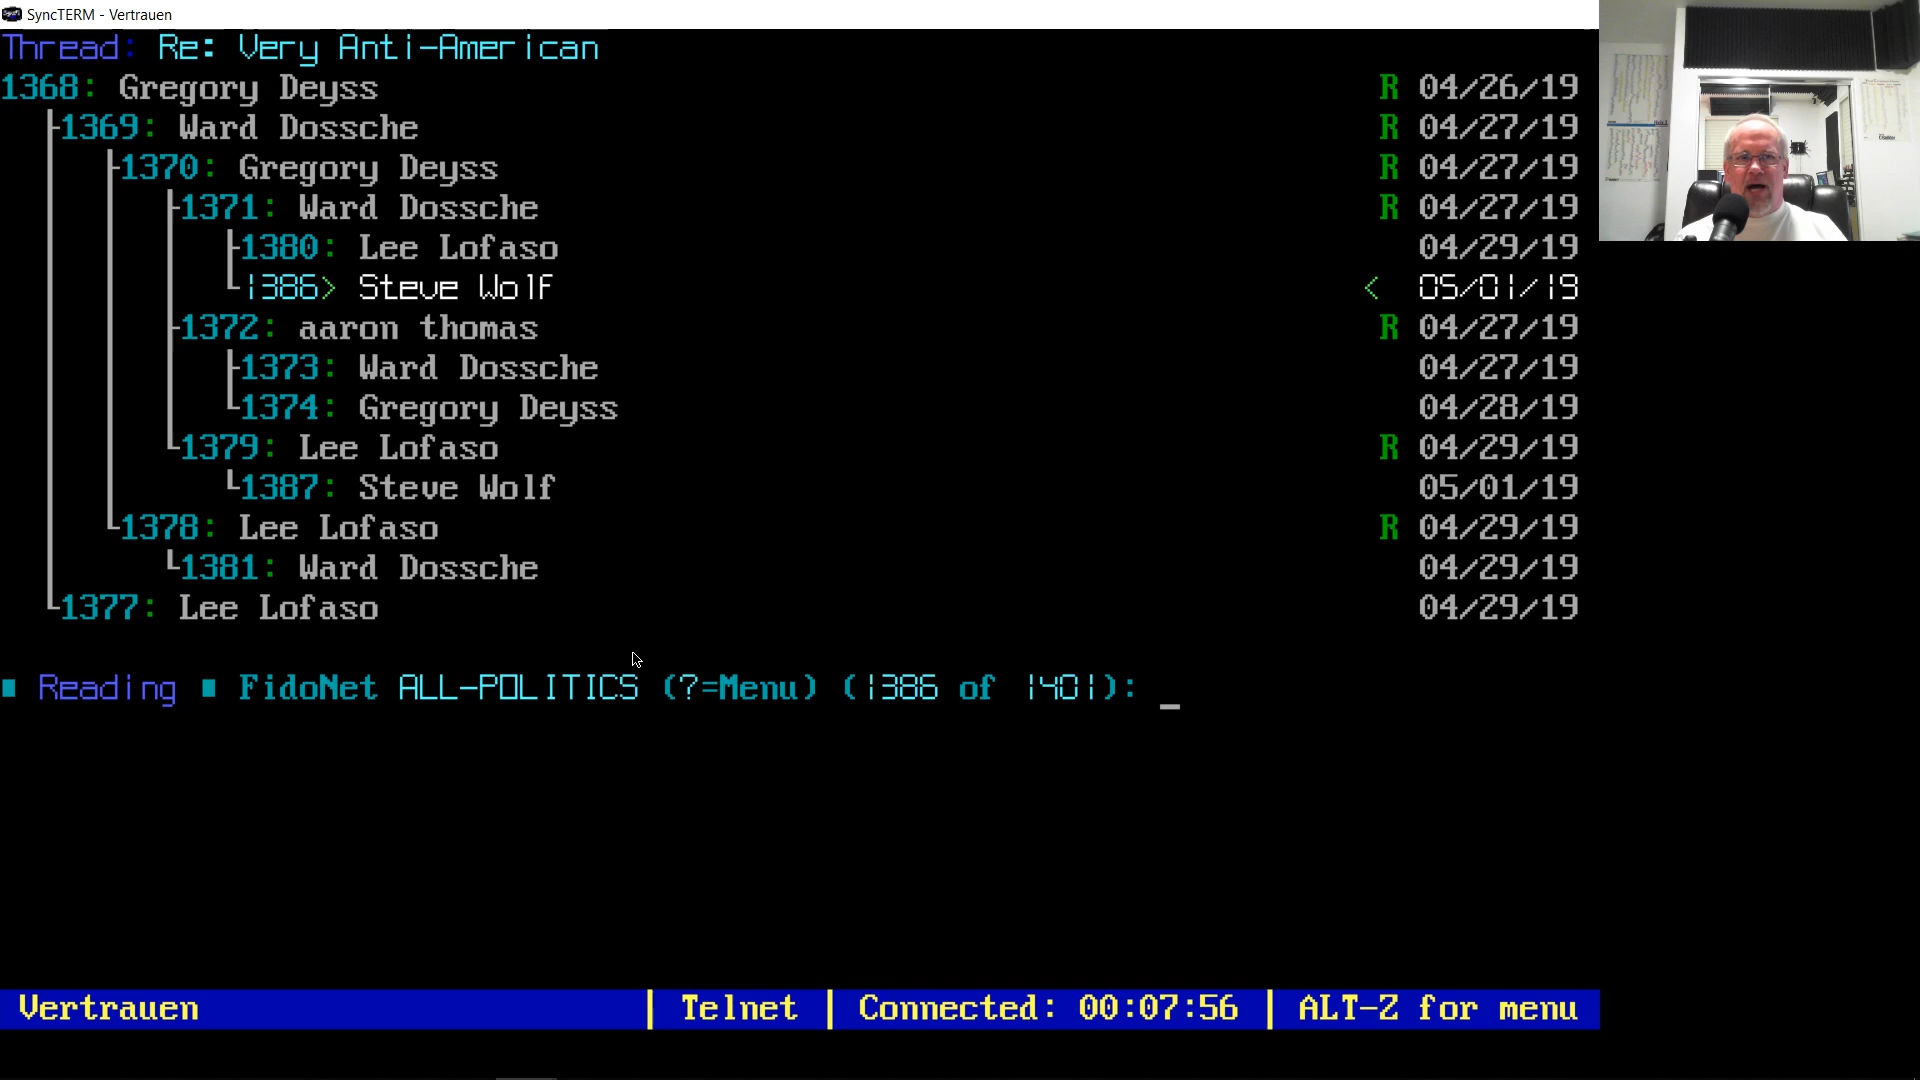 SyncTERM - Vertrauen
Thread: Re: Very Anti-American
1368: Gregory Deyss R 04/26/19
1369: Ward Dossche R 04/27/19
1370: Gregory Deyss R 04/27/19
1371: Ward Dossche R 04/27/19
1380: Lee Lofaso 04/29/19
1386> Steve Wolf < 05/01/19
1372: aaron thomas R 04/27/19
1373: Ward Dossche 04/27/19
1374: Gregory Deyss 04/28/19
1379: Lee Lofaso R 04/29/19
1387: Steve Wolf 05/01/19
1378: Lee Lofaso R 04/29/19
1381: Ward Dossche 04/29/19
1377: Lee Lofaso 04/29/19
Reading FidoNet ALL-POLITICS (?=Menu) (1386 of 1401): _
Vertrauen | Telnet | Connected: 00:07:56 | ALT-Z for menu